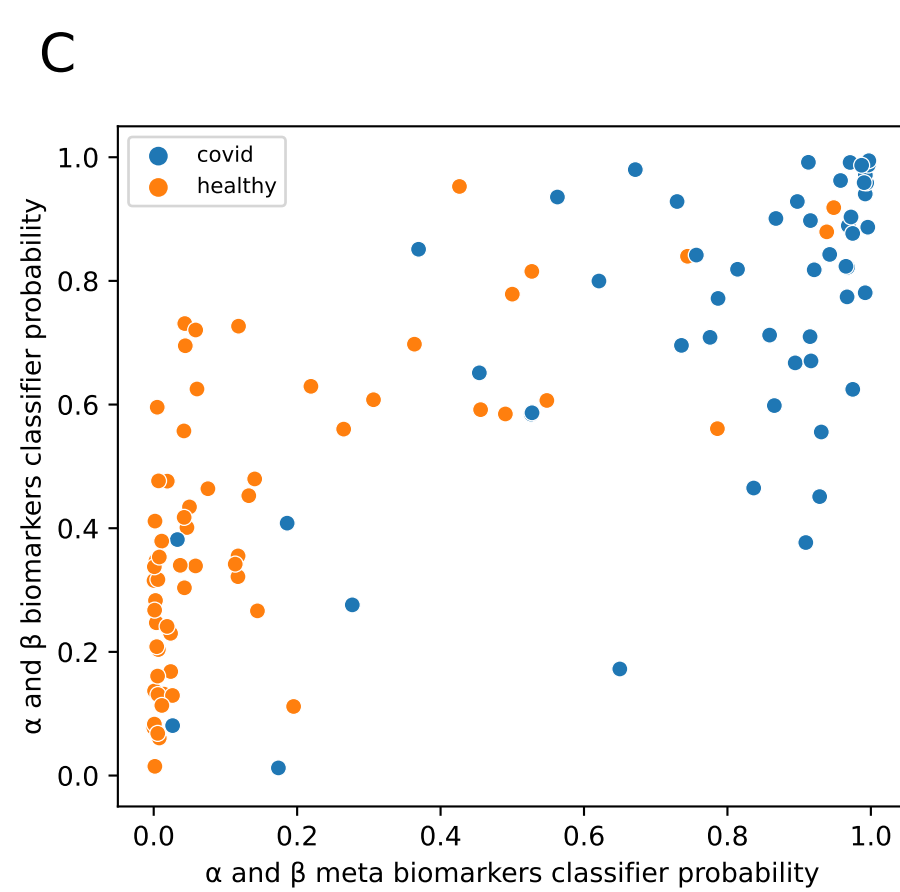 C
covid
healthy
1.0
0.8
0.6
0.4
0.2
0.0
α and β biomarkers classifier probability
0.0 0.2 0.4 0.6 0.8 1.0
α and β meta biomarkers classifier probability